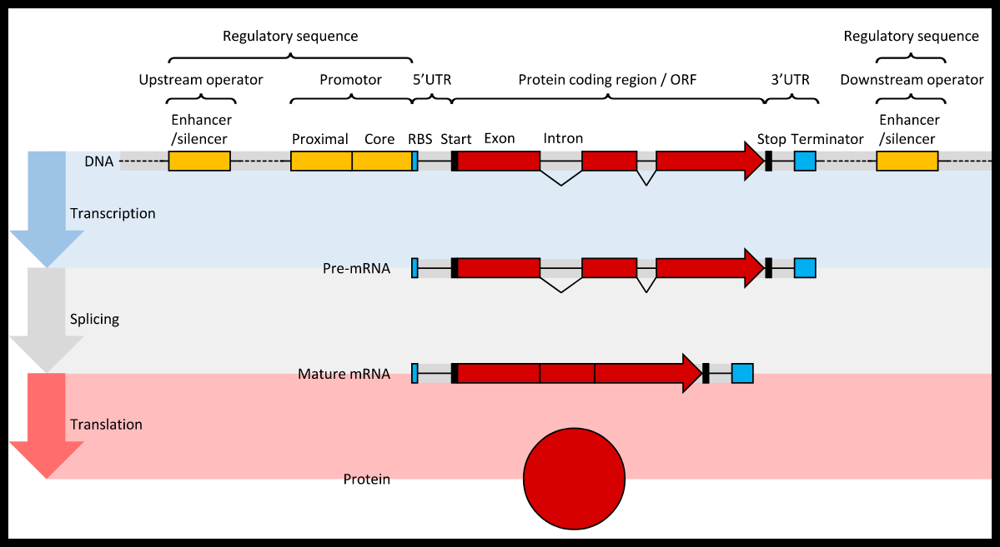 Regulatory sequence
Regulatory sequence
Upstream operator
Promotor
5’UTR
Protein coding region / ORF
3’UTR
Downstream operator
Enhancer
/silencer
Proximal
Core
RBS
Start
Exon
Intron
Stop
Terminator
Enhancer
/silencer
DNA
Transcription
Pre-mRNA
Splicing
Mature mRNA
Translation
Protein